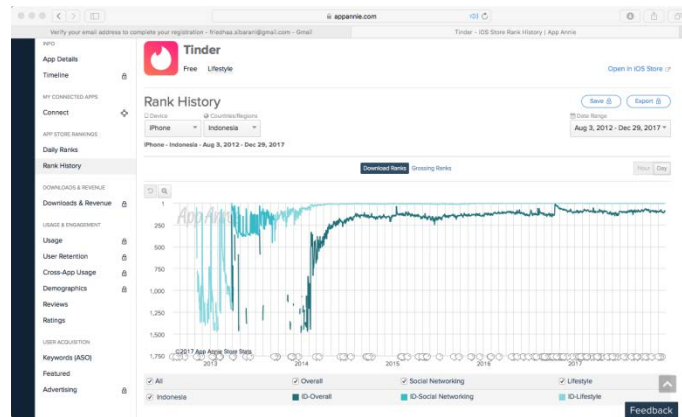 appannie.com
Verify your email address to complete your registration - friedhas.albarani@gmail.com - Gmail
Tinder - iOS Store Rank History | App Annie
INFO
App Details
Timeline
MY CONNECTED APPS
Connect
APP STORE RANKINGS
Daily Ranks
Rank History
DOWNLOADS & REVENUE
Downloads & Revenue
USAGE & ENGAGEMENT
Usage
User Retention
Cross-App Usage
Demographics
Reviews
Ratings
USER ACQUISITION
Keywords (ASO)
Featured
Advertising
Tinder
Free Lifestyle
Open in iOS Store
Rank History
Save
Export
Device
Countries/Regions
Date Range
iPhone
Indonesia
Aug 3, 2012 - Dec 29, 2017
iPhone - Indonesia - Aug 3, 2012 - Dec 29, 2017
Download Ranks Grossing Ranks
Hour Day
App Annie
1
250
500
750
1,000
1,250
1,500
1,750
©2017 App Annie Store Stats
2013 2014 2015 2016 2017
All Overall Social Networking Lifestyle
Indonesia ID-Overall ID-Social Networking ID-Lifestyle
Feedback